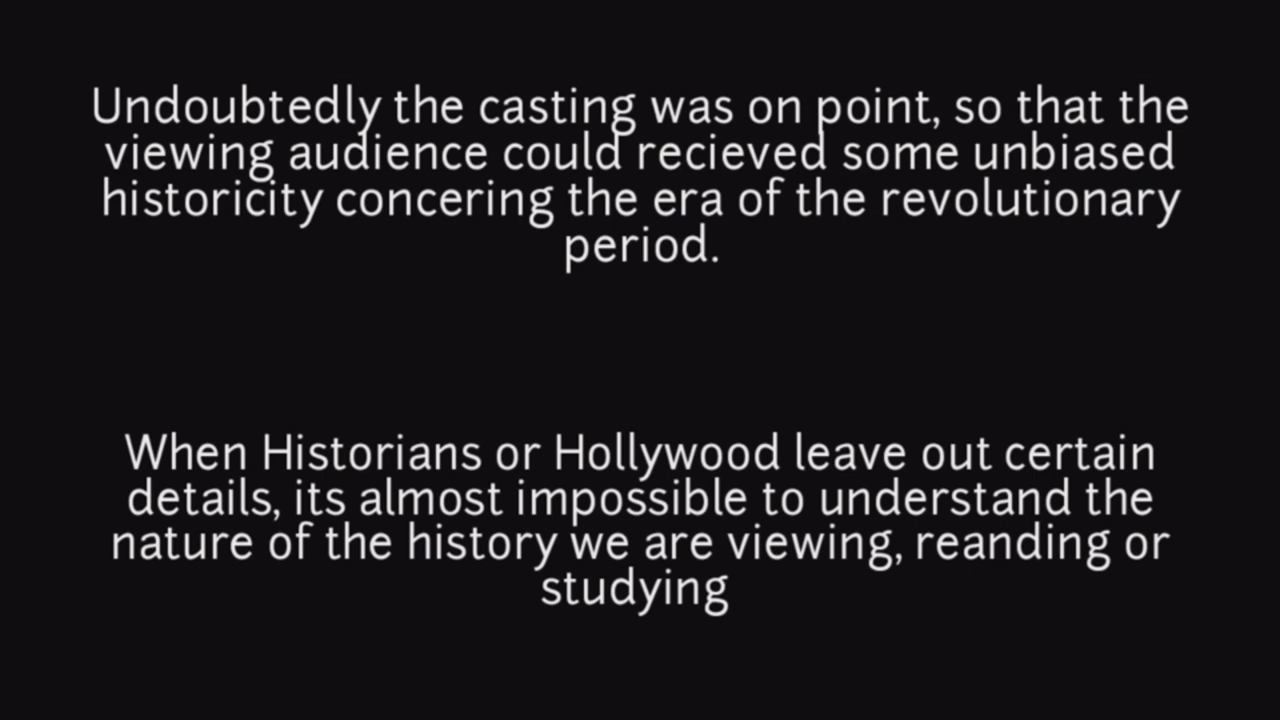 Undoubtedly the casting was on point, so that the
viewing audience could recieved some unbiased
historicity concering the era of the revolutionary
period.
When Historians or Hollywood leave out certain
details, its almost impossible to understand the
nature of the history we are viewing, reanding or
studying